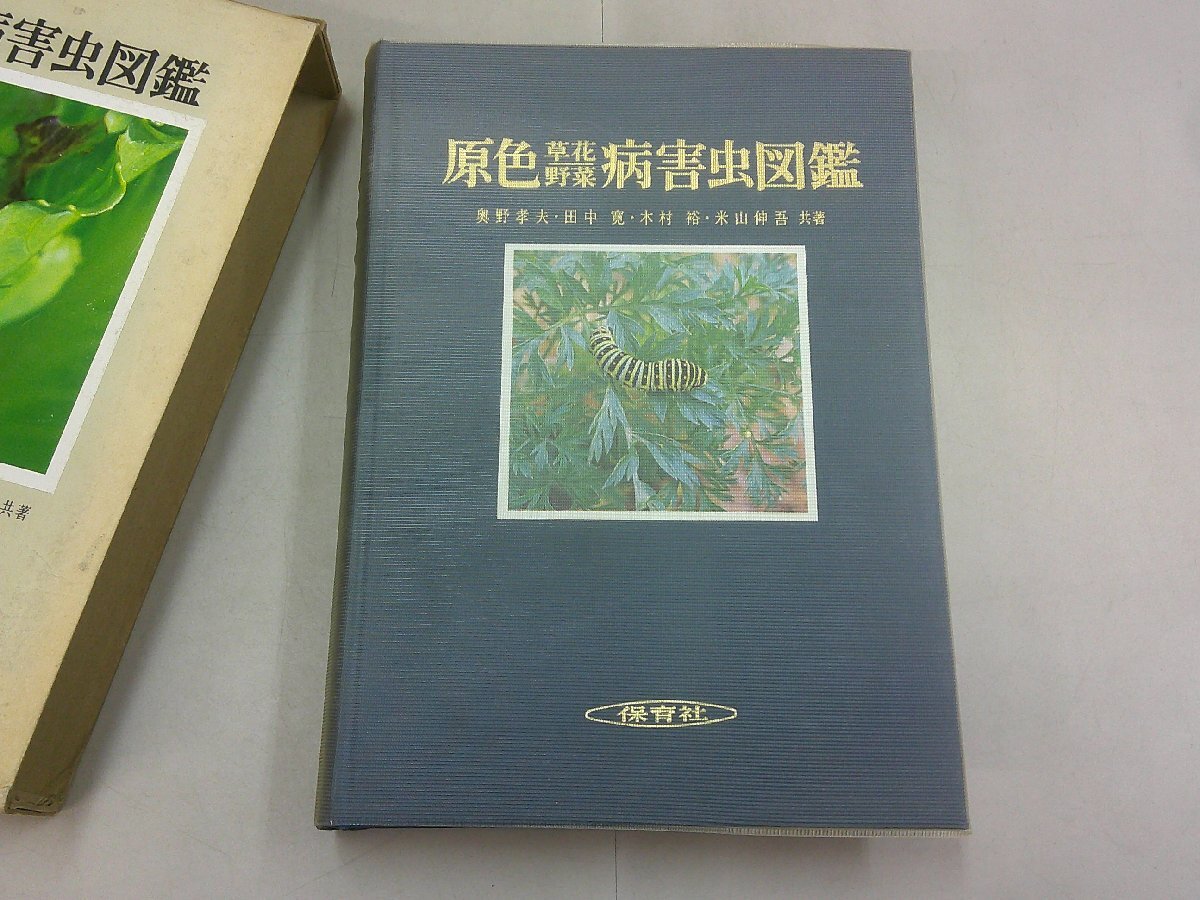 害虫図鑑
共著
原色草花野菜病害虫図鑑
奥野孝夫・田中 寛・木村 裕・米山伸吾 共著
保育社